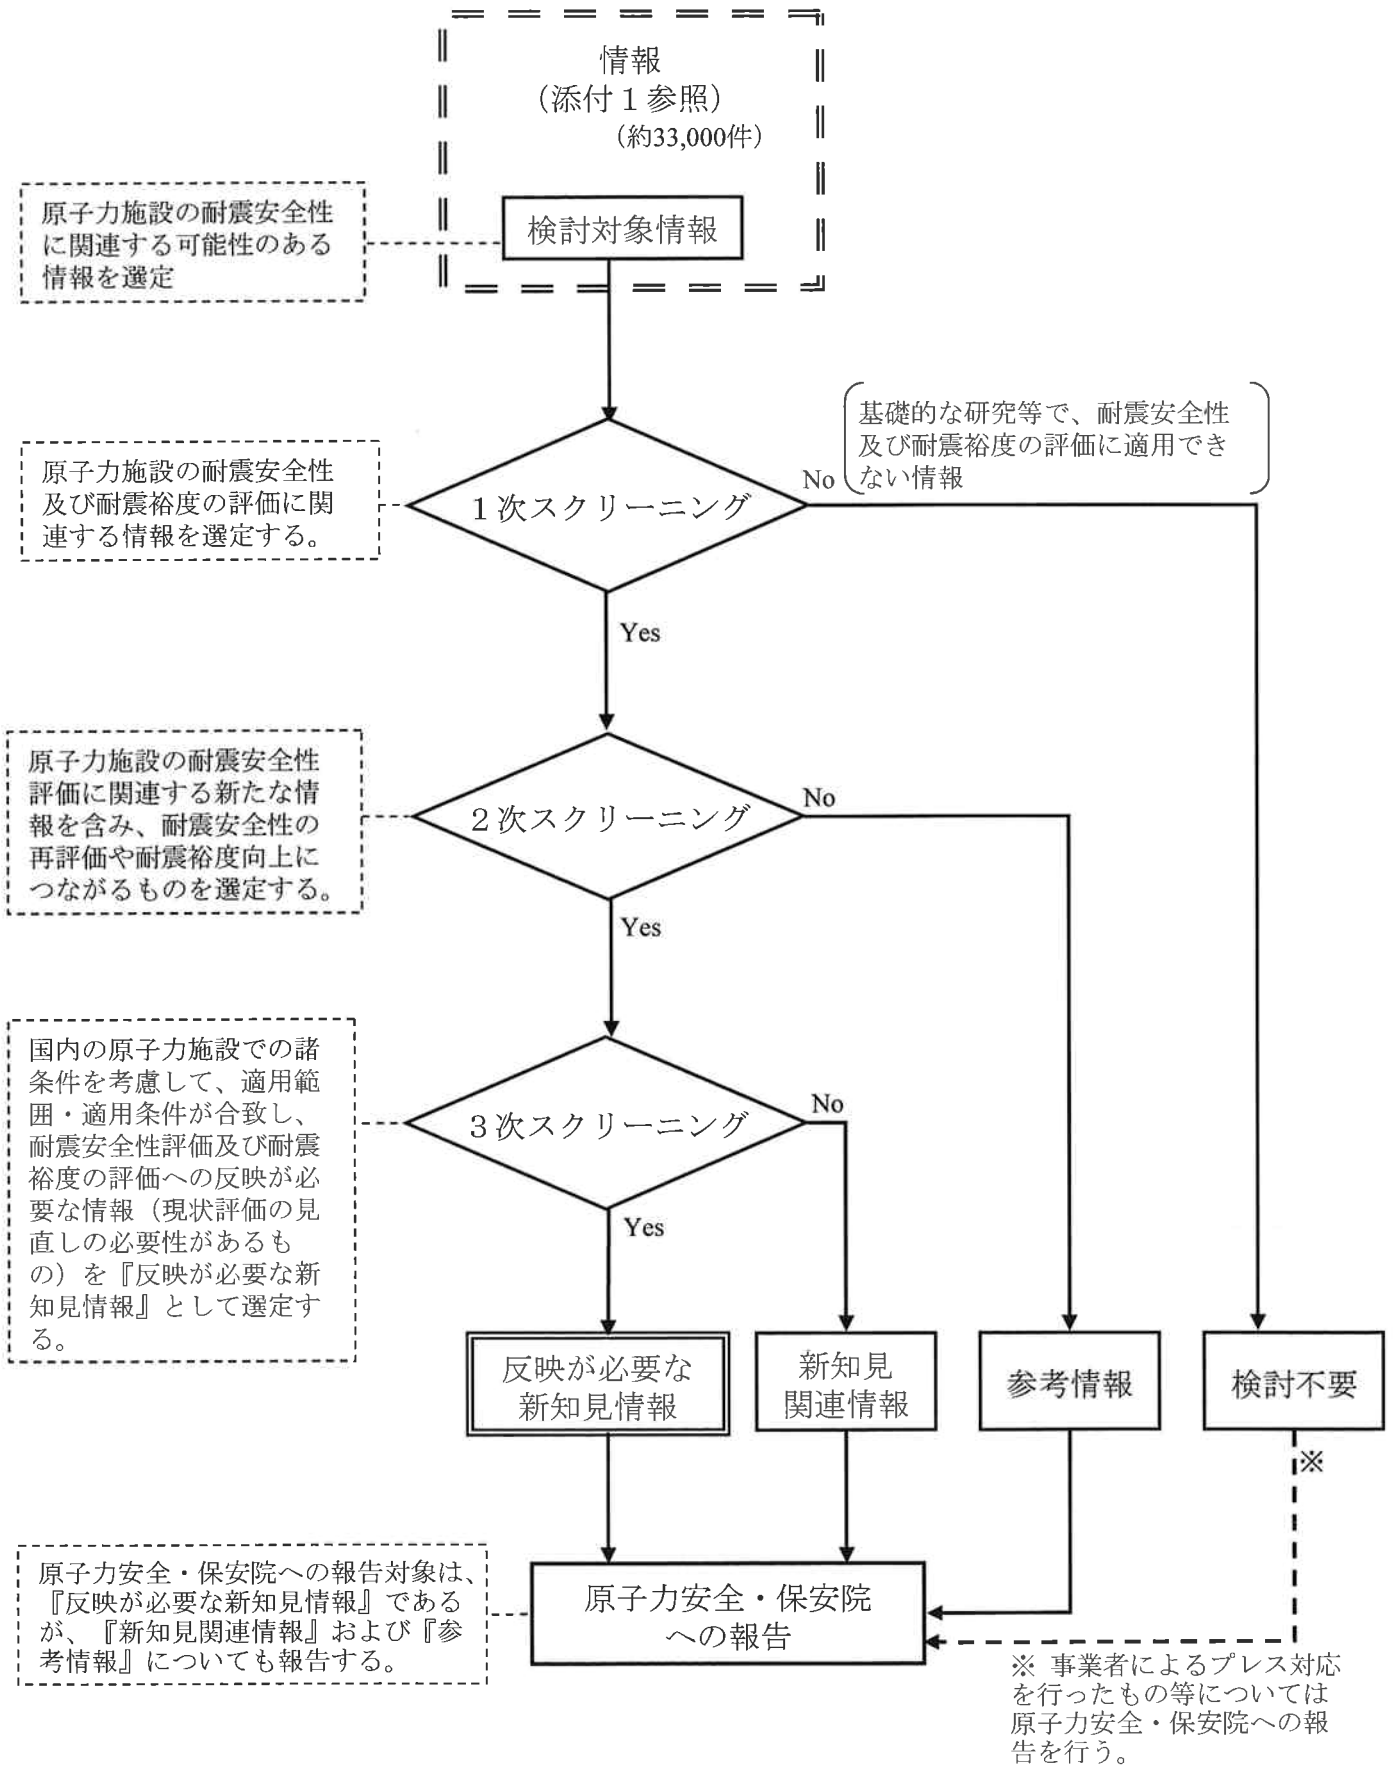 情報
（添付１参照）
（約33,000件）
検討対象情報
原子力施設の耐震安全性
に関連する可能性のある
情報を選定
基礎的な研究等で、耐震安全性
及び耐震裕度の評価に適用でき
ない情報
No
原子力施設の耐震安全性
及び耐震裕度の評価に関
連する情報を選定する。
１次スクリーニング
Yes
原子力施設の耐震安全性
評価に関連する新たな情
報を含み、耐震安全性の
再評価や耐震裕度向上に
つながるものを選定する。
２次スクリーニング
No
Yes
国内の原子力施設での諸
条件を考慮して、適用範
囲・適用条件が合致し、
耐震安全性評価及び耐震
裕度の評価への反映が必
要な情報（現状評価の見
直しの必要性があるも
の）を『反映が必要な新
知見情報』として選定す
る。
３次スクリーニング
No
Yes
反映が必要な
新知見情報
新知見
関連情報
参考情報
検討不要
※
原子力安全・保安院への報告対象は、
『反映が必要な新知見情報』である
が、『新知見関連情報』および『参
考情報』についても報告する。
原子力安全・保安院
への報告
※ 事業者によるプレス対応
を行ったもの等については
原子力安全・保安院への報
告を行う。